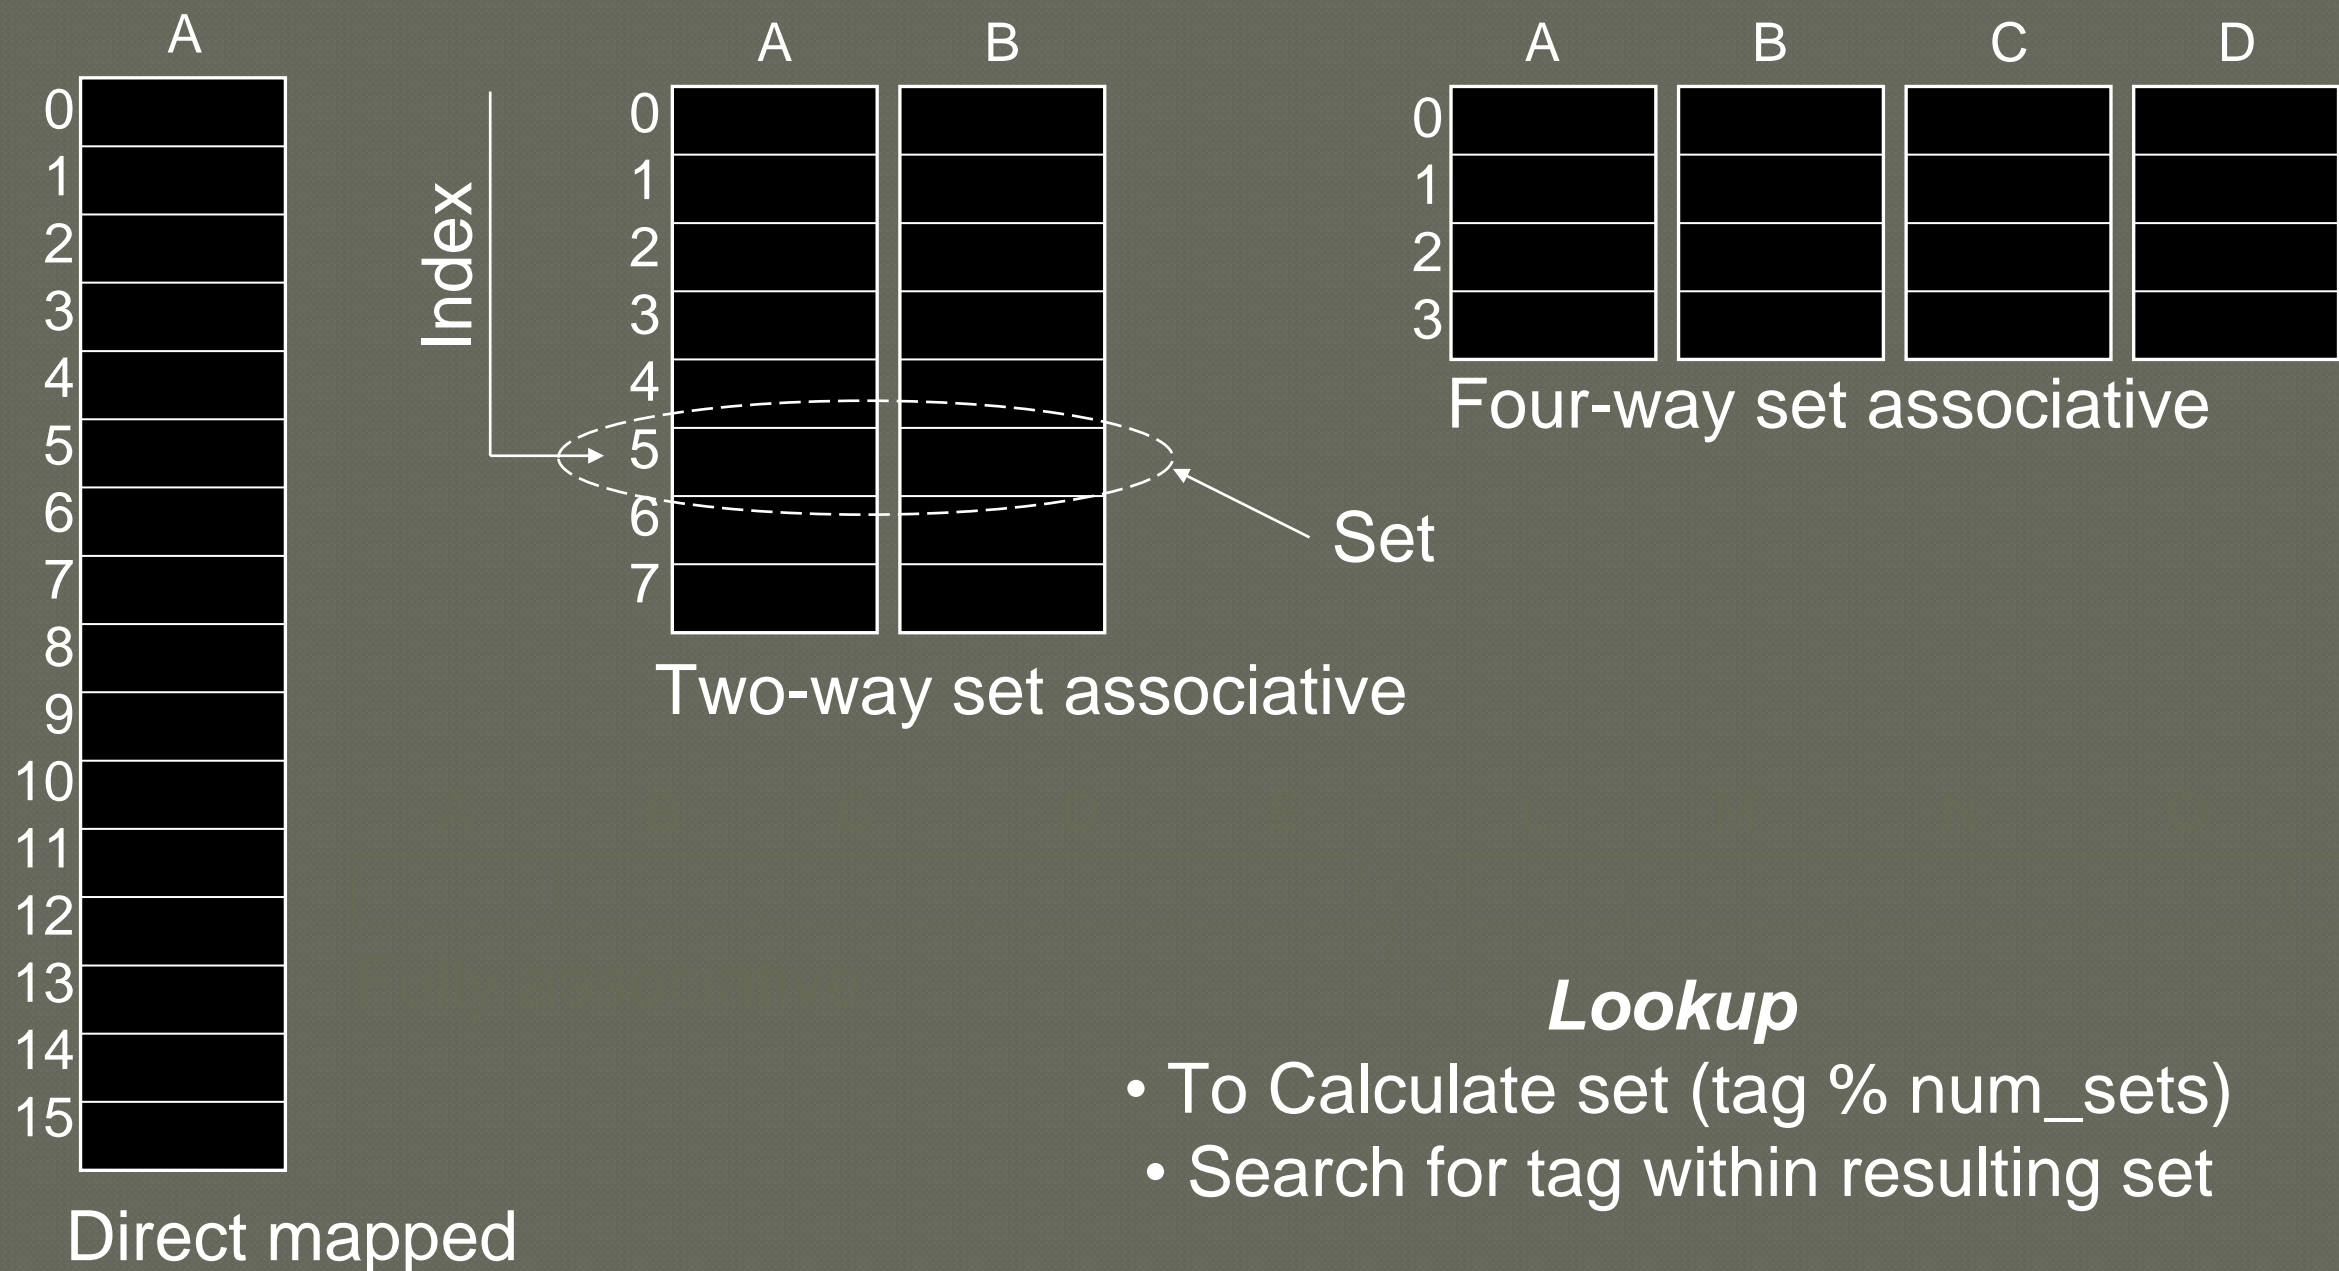 A
0
1
2
3
4
5
6
7
8
9
10
11
12
13
14
15
Direct mapped
Index
A B
0
1
2
3
4
5
6
7
Two-way set associative
Set
A B C D
0
1
2
3
Four-way set associative
Lookup
• To Calculate set (tag % num_sets)
• Search for tag within resulting set